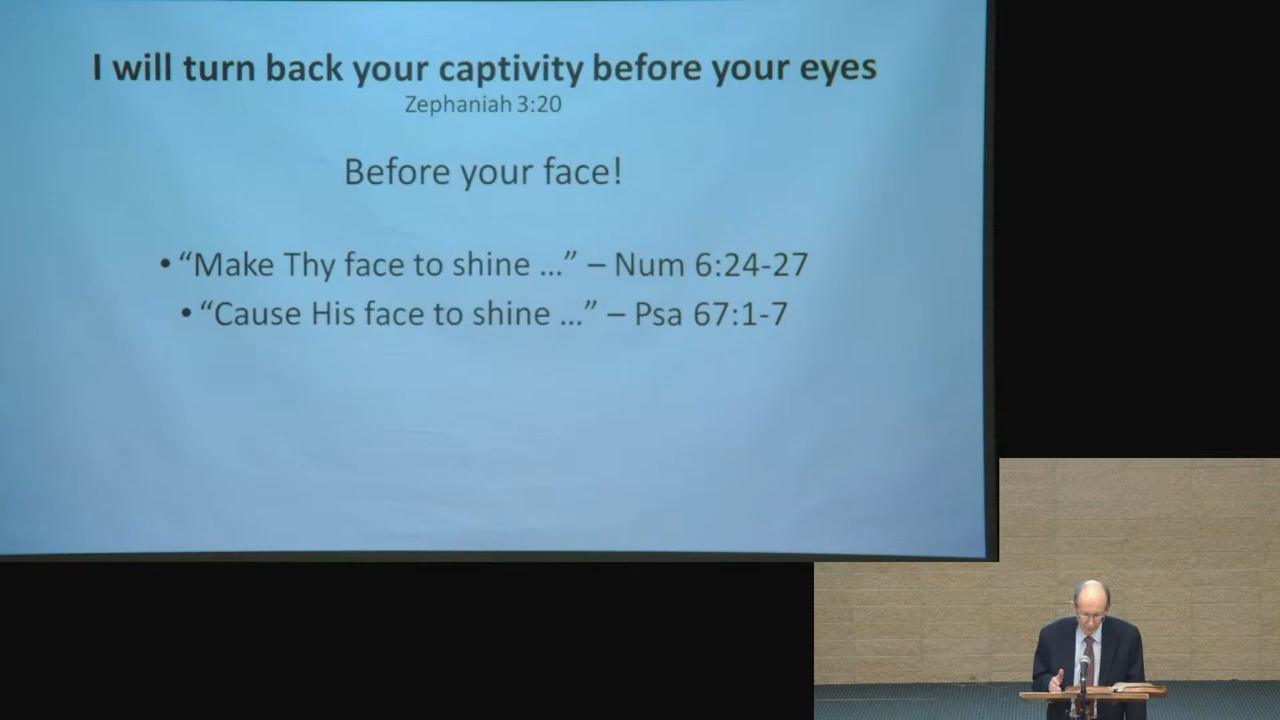 I will turn back your captivity before your eyes
Zephaniah 3:20
Before your face!
• “Make Thy face to shine …” – Num 6:24-27
• “Cause His face to shine …” – Psa 67:1-7